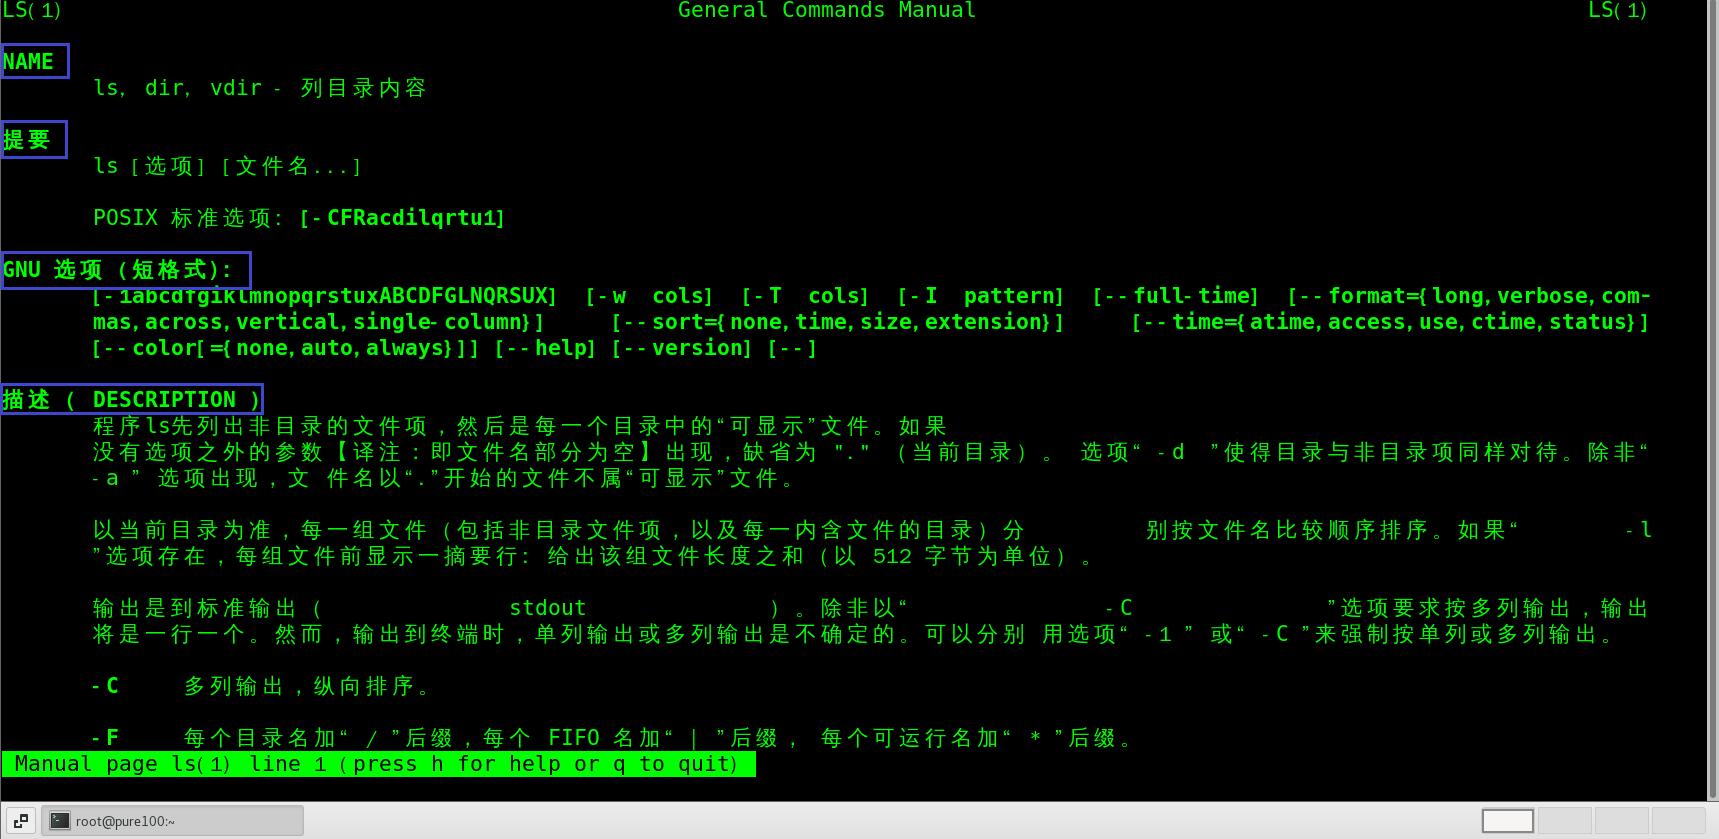 LS(1) General Commands Manual LS(1)
NAME
ls, dir, vdir - 列目录内容
提要
ls [选项] [文件名...]
POSIX 标准选项: [-CFRacdilqrtu1]
GNU 选项 (短格式):
[-1abcdfgiklmnopqrstuxABCDFGLNQRSUX] [-w cols] [-T cols] [-I pattern] [--full-time] [--format={long,verbose,com-
mas,across,vertical,single-column}] [--sort={none,time,size,extension}] [--time={atime,access,use,ctime,status}]
[--color[={none,auto,always}]] [--help] [--version] [--]
描述 ( DESCRIPTION )
程序ls先列出非目录的文件项，然后是每一个目录中的“可显示”文件。如果
没有选项之外的参数【译注：即文件名部分为空】出现，缺省为 "." （当前目录）。 选项“ -d ”使得目录与非目录项同样对待。除非“
-a ” 选项出现，文 件名以“.”开始的文件不属“可显示”文件。
以当前目录为准，每一组文件（包括非目录文件项，以及每一内含文件的目录）分 别按文件名比较顺序排序。如果“ -l
”选项存在，每组文件前显示一摘要行: 给出该组文件长度之和（以 512 字节为单位）。
输出是到标准输出（ stdout ）。除非以“ -C ”选项要求按多列输出，输出
将是一行一个。然而，输出到终端时，单列输出或多列输出是不确定的。可以分别 用选项“ -1 ” 或“ -C ”来强制按单列或多列输出。
-C 多列输出，纵向排序。
-F 每个目录名加“ / ”后缀，每个 FIFO 名加“ | ”后缀， 每个可运行名加“ * ”后缀。
Manual page ls(1) line 1 (press h for help or q to quit)
root@pure100:~